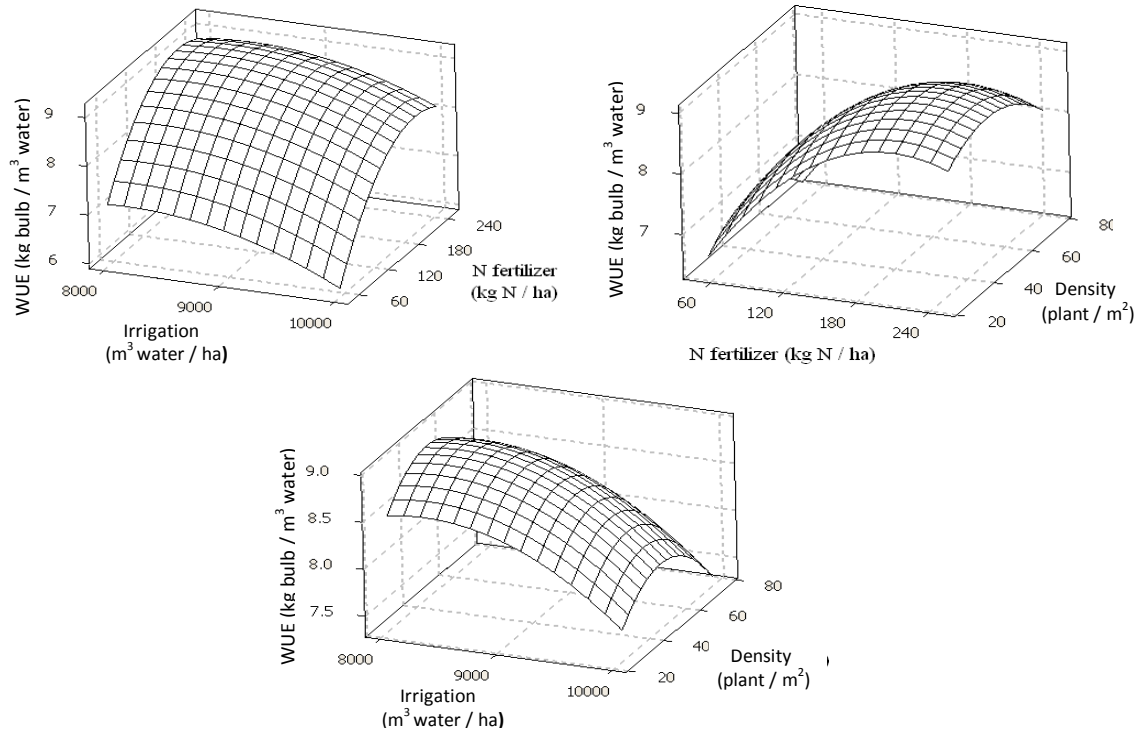 WUE (kg bulb / m³ water)
9
8
7
6
8000
9000
10000
Irrigation
(m³ water / ha)
60
120
180
240
N fertilizer
(kg N / ha)
WUE (kg bulb / m³ water)
9
8
7
60
120
180
240
N fertilizer (kg N / ha)
20
40
60
80
Density
(plant / m²)
WUE (kg bulb / m³ water)
9.0
8.5
8.0
7.5
8000
9000
10000
Irrigation
(m³ water / ha)
20
40
60
80
Density
(plant / m²)
)